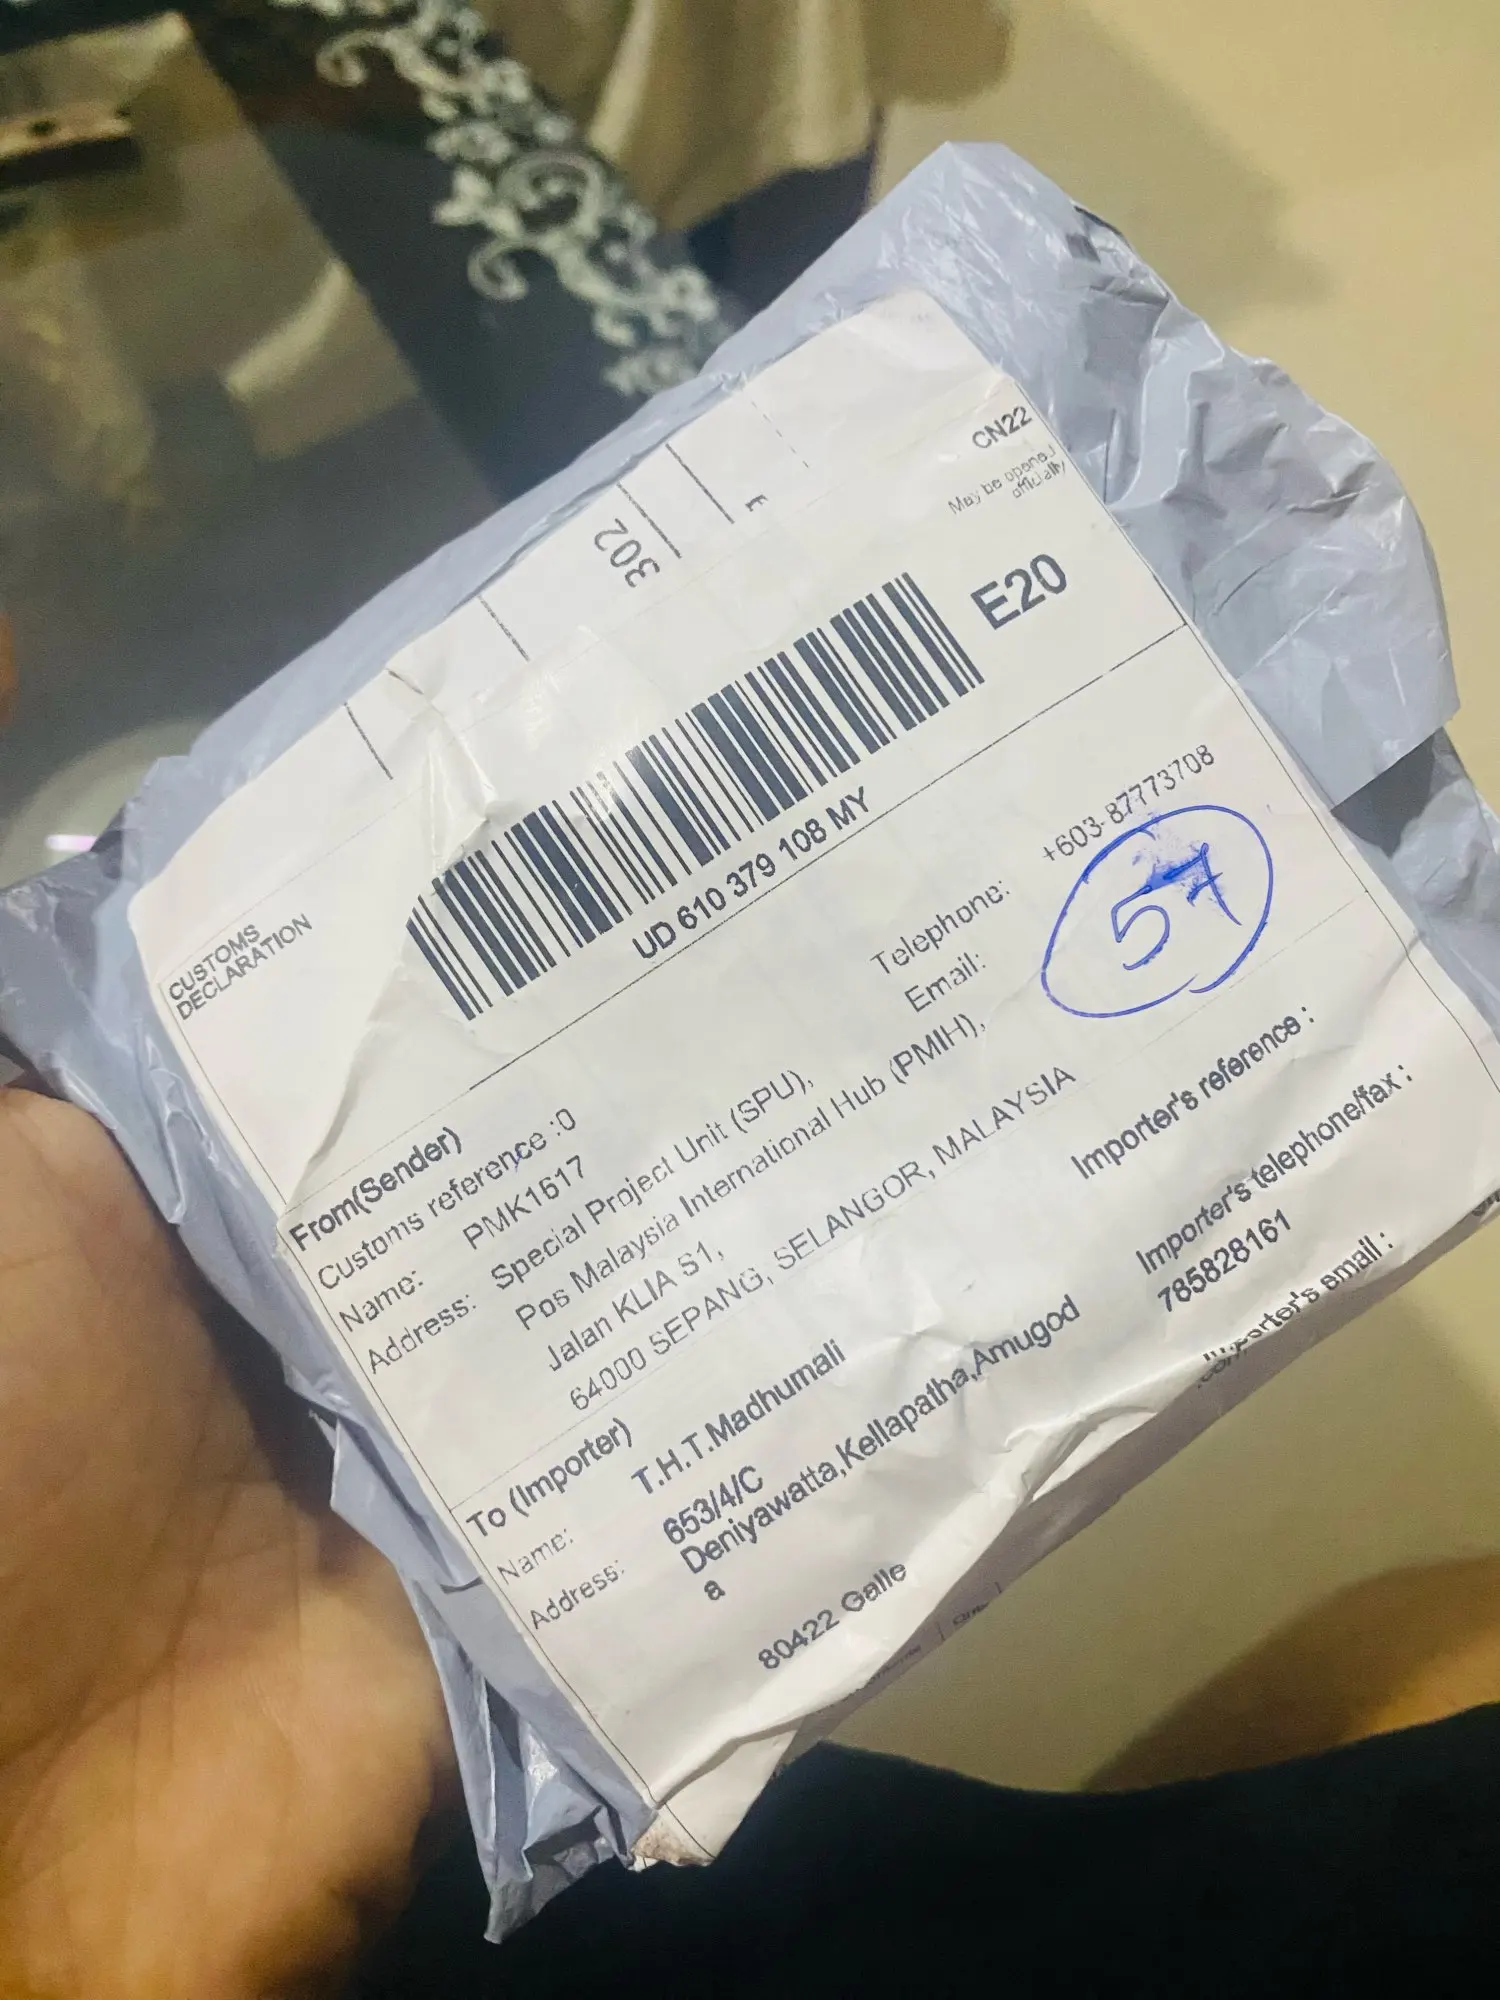 CN22
May be opened
officially
302
E20
CUSTOMS
DECLARATION
UD 610 379 108 MY
From(Sender)
Customs reference :0
Name: PMK1617
Telephone: +603-87773708
Email:
57
Address: Special Project Unit (SPU),
Pos Malaysia International Hub (PMIH),
Jalan KLIA S1,
64000 SEPANG, SELANGOR, MALAYSIA
To (Importer)
Importer's reference :
Name: T.H.T.Madhumali
Importer's telephone/fax :
785828161
Address: 653/4/C
Deniyawatta,Kellapatha,Amugod
a
Importer's email :
.com
80422 Galle